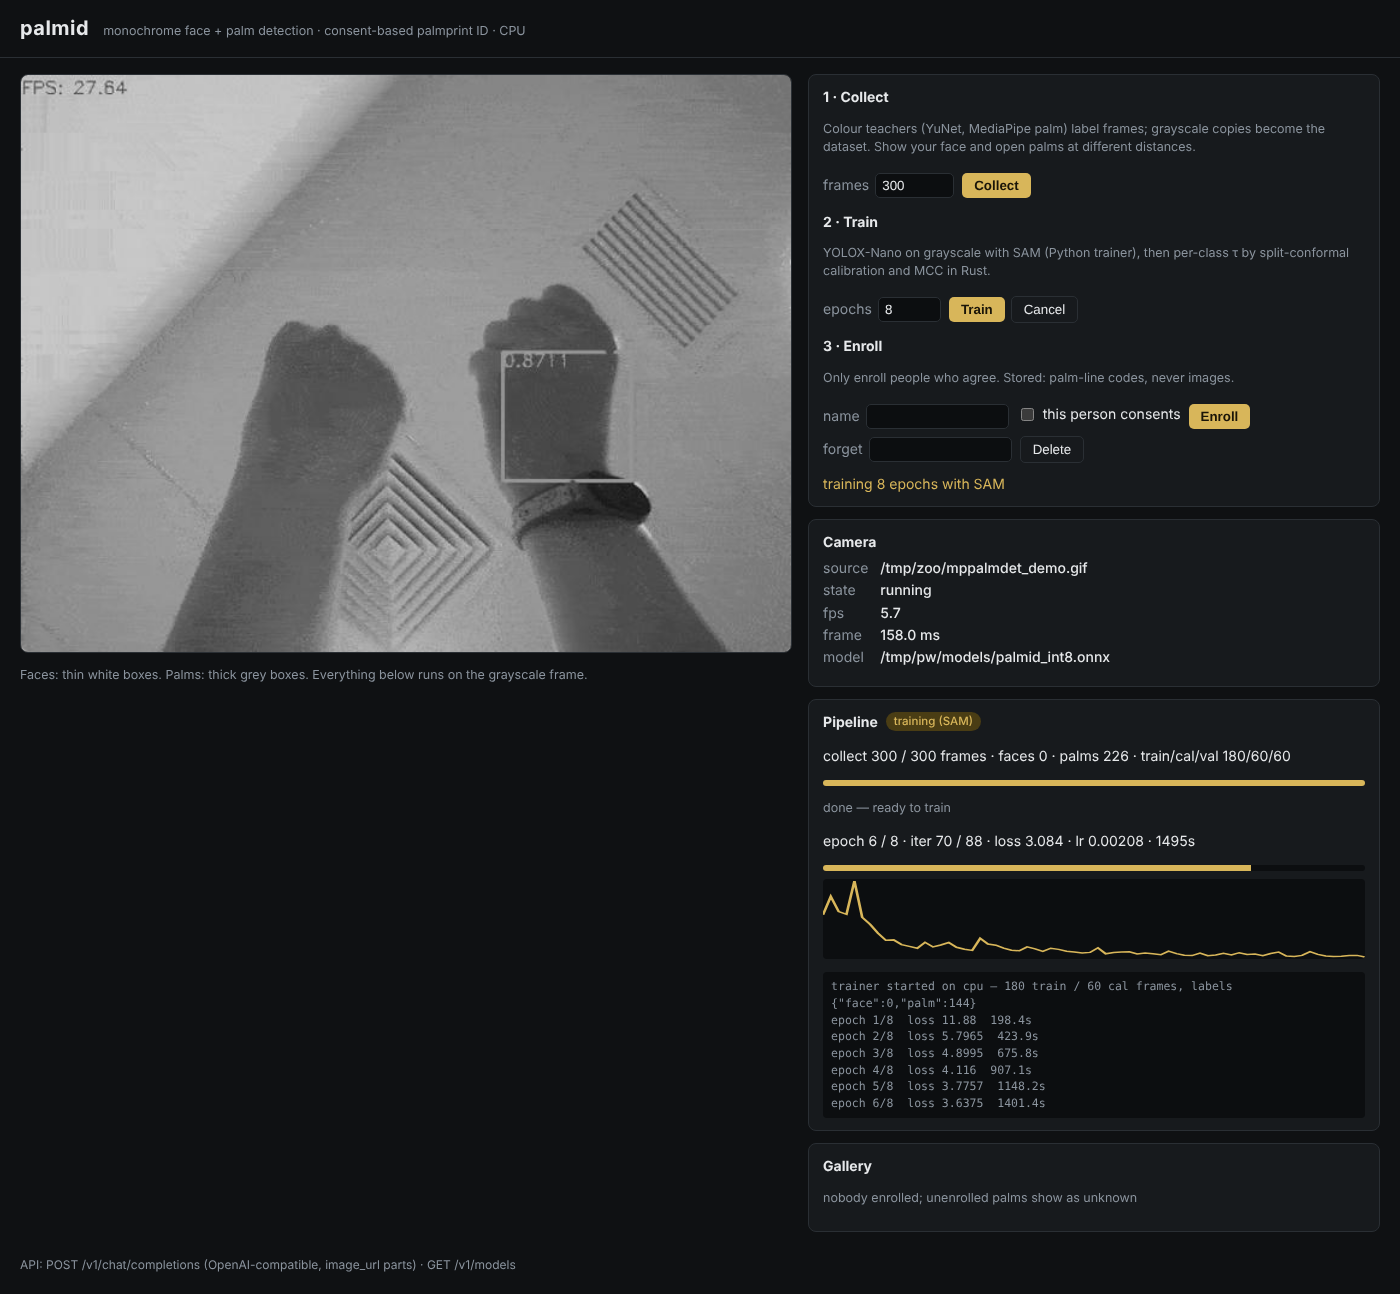 palmid
monochrome face + palm detection · consent-based palmprint ID · CPU
FPS: 27.64
0.8711
Faces: thin white boxes. Palms: thick grey boxes. Everything below runs on the grayscale frame.
1 · Collect
Colour teachers (YuNet, MediaPipe palm) label frames; grayscale copies become the
dataset. Show your face and open palms at different distances.
frames 300 Collect
2 · Train
YOLOX-Nano on grayscale with SAM (Python trainer), then per-class τ by split-conformal
calibration and MCC in Rust.
epochs 8 Train Cancel
3 · Enroll
Only enroll people who agree. Stored: palm-line codes, never images.
name this person consents Enroll
forget Delete
training 8 epochs with SAM
Camera
source /tmp/zoo/mppalmdet_demo.gif
state running
fps 5.7
frame 158.0 ms
model /tmp/pw/models/palmid_int8.onnx
Pipeline training (SAM)
collect 300 / 300 frames · faces 0 · palms 226 · train/cal/val 180/60/60
done — ready to train
epoch 6 / 8 · iter 70 / 88 · loss 3.084 · lr 0.00208 · 1495s
trainer started on cpu — 180 train / 60 cal frames, labels
{"face":0,"palm":144}
epoch 1/8  loss 11.88  198.4s
epoch 2/8  loss 5.7965  423.9s
epoch 3/8  loss 4.8995  675.8s
epoch 4/8  loss 4.116  907.1s
epoch 5/8  loss 3.7757  1148.2s
epoch 6/8  loss 3.6375  1401.4s
Gallery
nobody enrolled; unenrolled palms show as unknown
API: POST /v1/chat/completions (OpenAI-compatible, image_url parts) · GET /v1/models